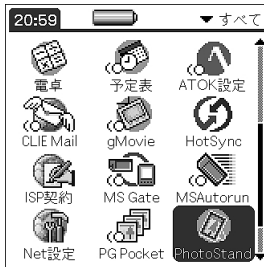 20:59 ▼ すべて
電卓 予定表 ATOK設定
CLIE Mail gMovie HotSync
ISP契約 MS Gate MSAutorun
Net設定 PG Pocket PhotoStand